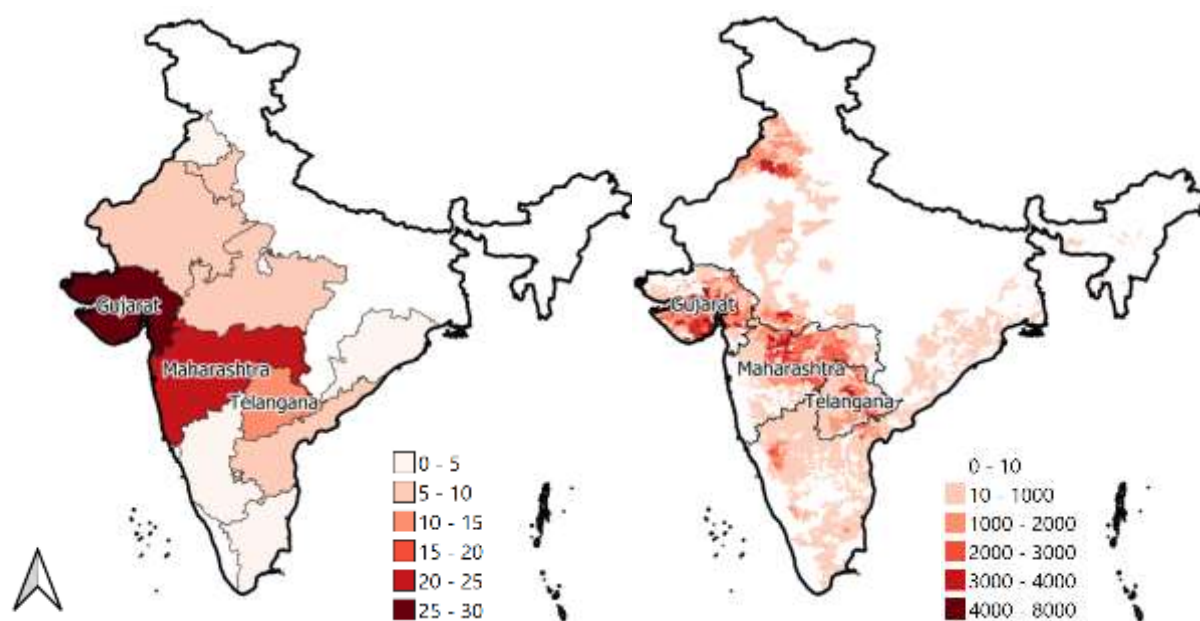 Gujarat
Maharashtra
Telangana
0 - 5
5 - 10
10 - 15
15 - 20
20 - 25
25 - 30
Gujarat
Maharashtra
Telangana
0 - 10
10 - 1000
1000 - 2000
2000 - 3000
3000 - 4000
4000 - 8000